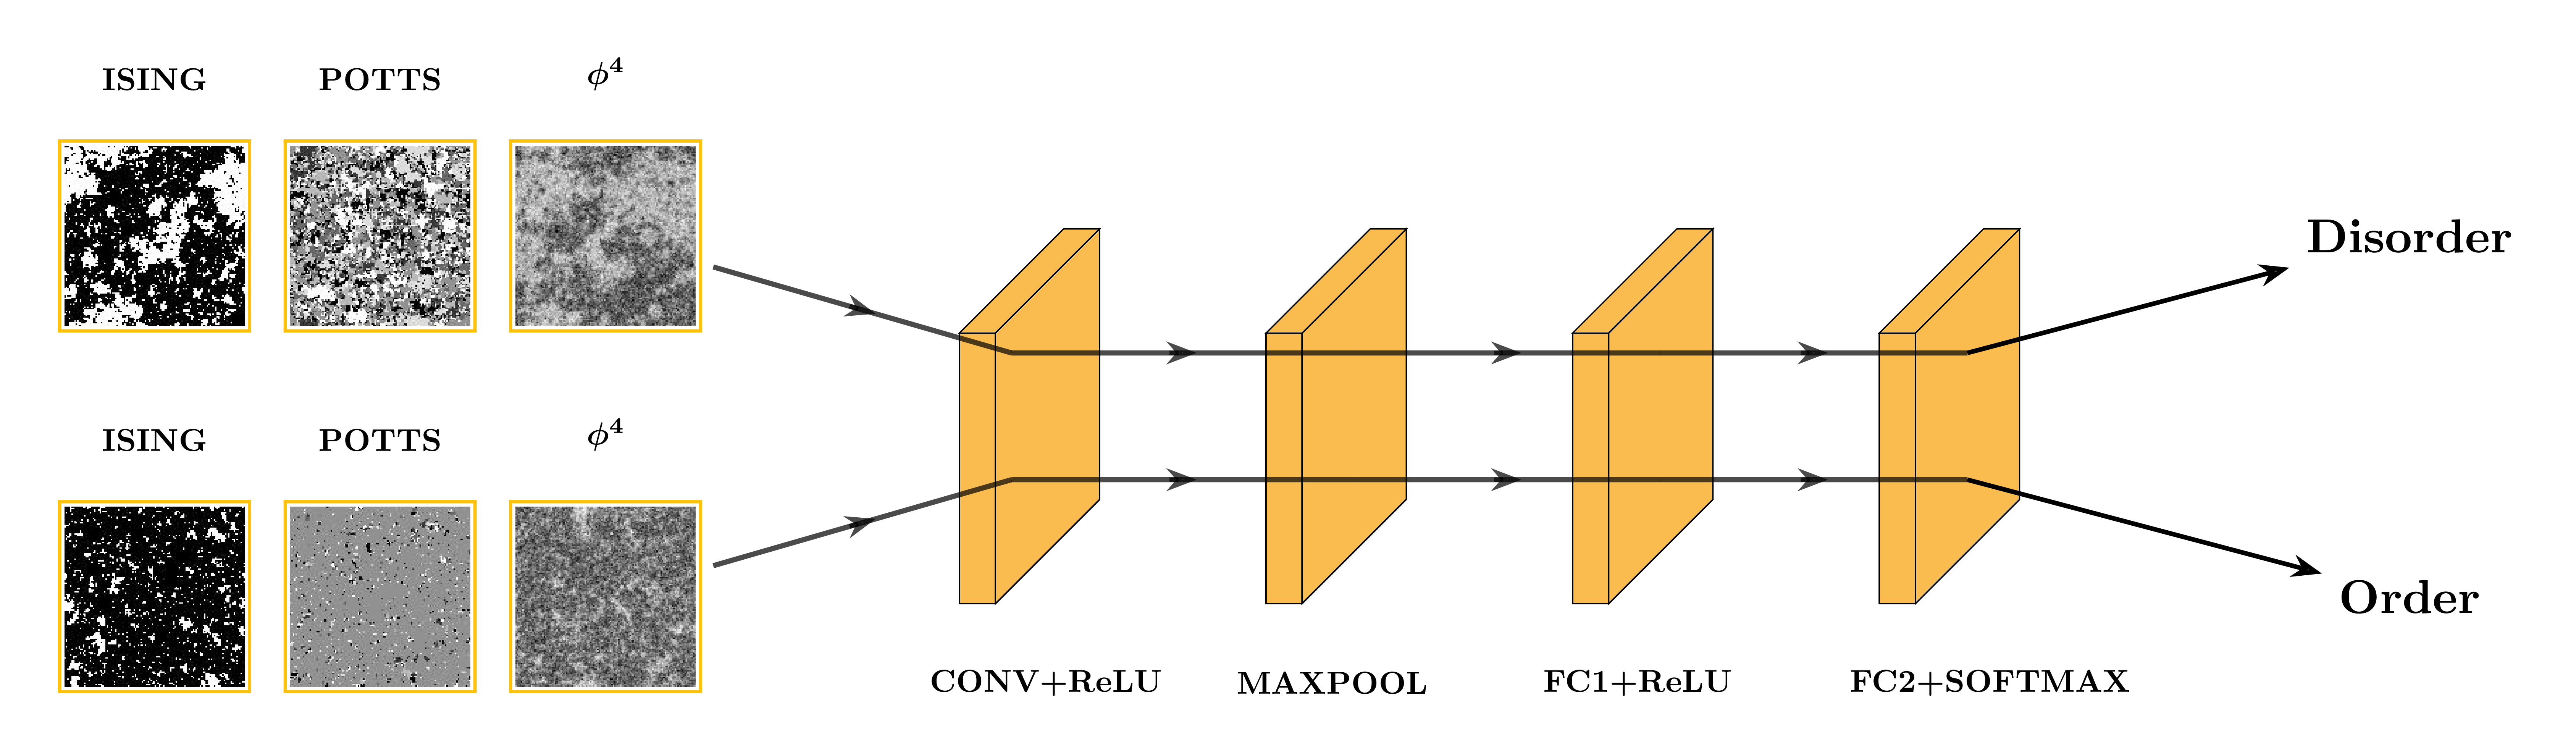 ISING POTTS ϕ⁴
Disorder
ISING POTTS ϕ⁴
Order
CONV+ReLU MAXPOOL FC1+ReLU FC2+SOFTMAX